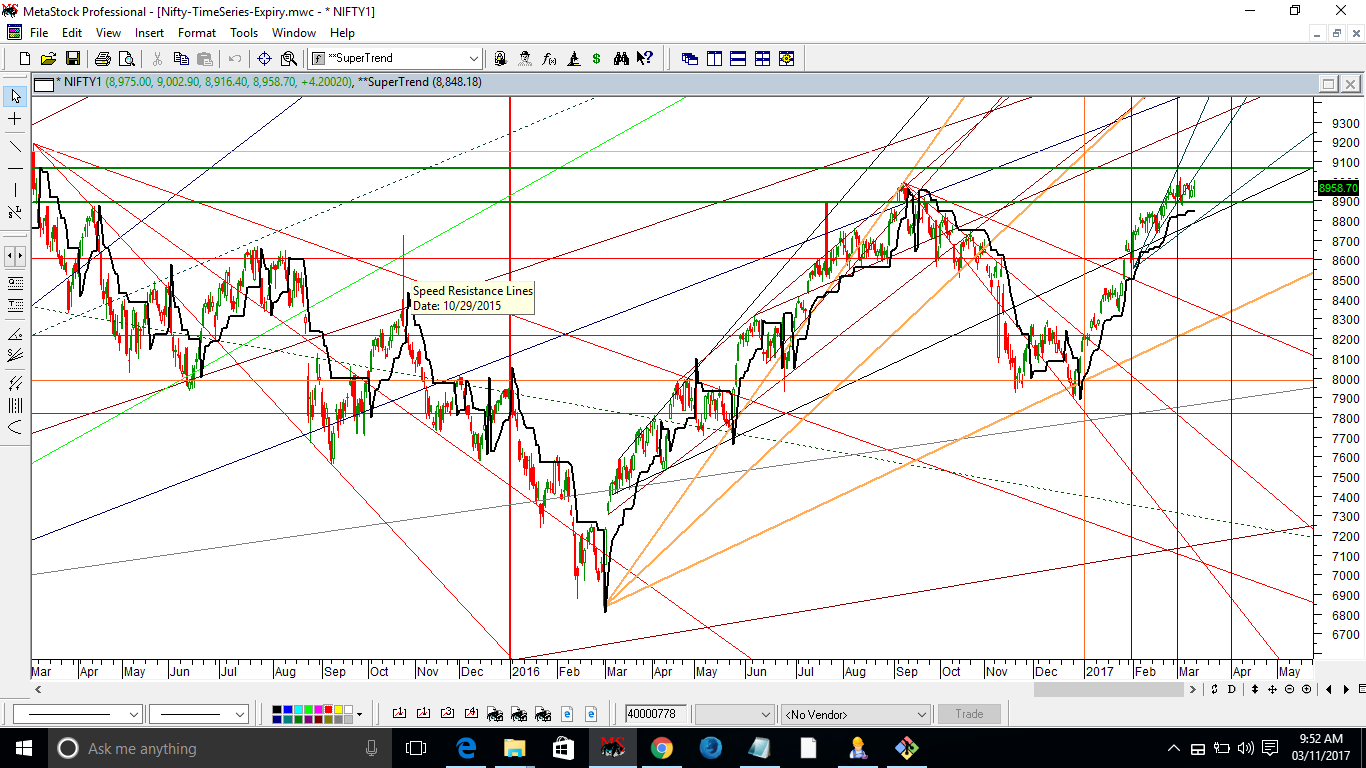 MetaStock Professional - [Nifty-TimeSeries-Expiry.mwc - * NIFTY1]
File Edit View Insert Format Tools Window Help
**SuperTrend
* NIFTY1 (8,975.00, 9,002.90, 8,916.40, 8,958.70, +4.20020), **SuperTrend (8,848.18)
9300
9200
9100
8958.70
8900
8800
8700
8600
8500
8400
8300
8200
8100
8000
7900
7800
7700
7600
7500
7400
7300
7200
7100
7000
6900
6800
6700
Speed Resistance Lines
Date: 10/29/2015
Mar Apr May Jun Jul Aug Sep Oct Nov Dec 2016 Feb Mar Apr May Jun Jul Aug Sep Oct Nov Dec 2017 Feb Mar Apr May
D
1 1 3 4 40000778 <No Vendor> Trade
Ask me anything
9:52 AM
03/11/2017